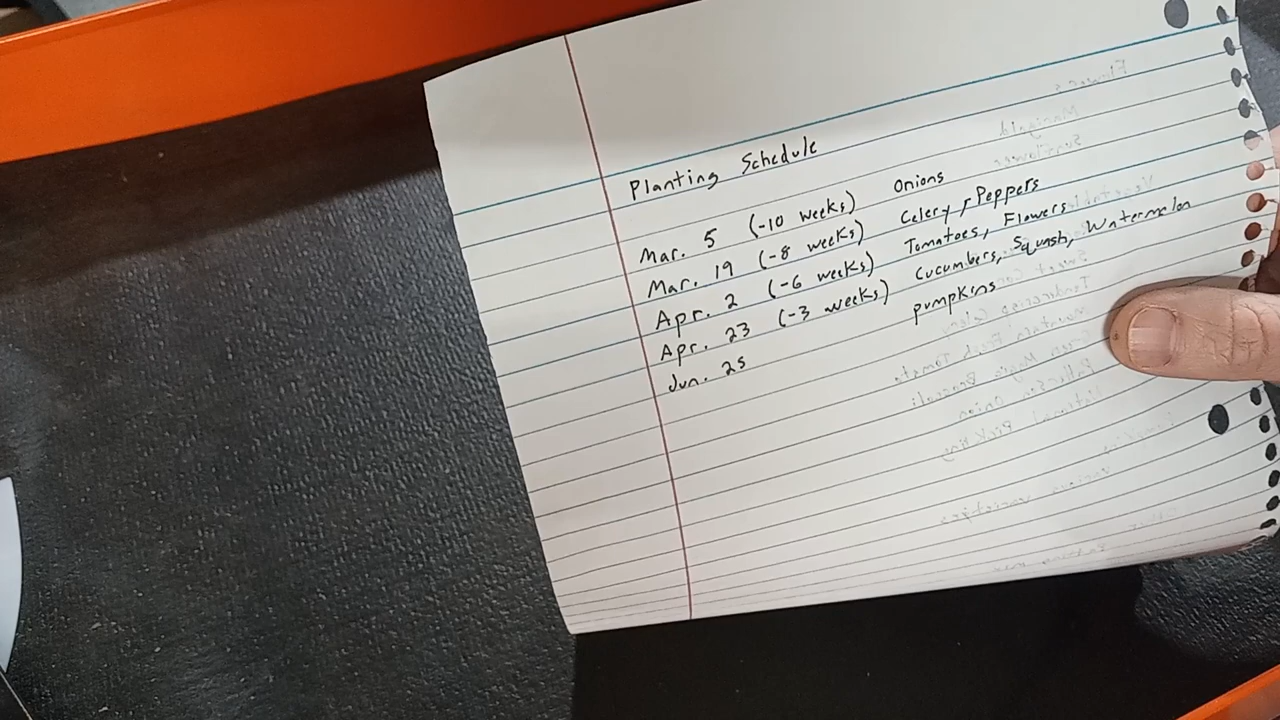 Planting Schedule
Mar. 5 (-10 weeks) Onions
Mar. 19 (-8 weeks) Celery, Peppers
Apr. 2 (-6 weeks) Tomatoes, Flowers
Apr. 23 (-3 weeks) Cucumbers, Squash, Watermelon
Jun. 25 pumpkins